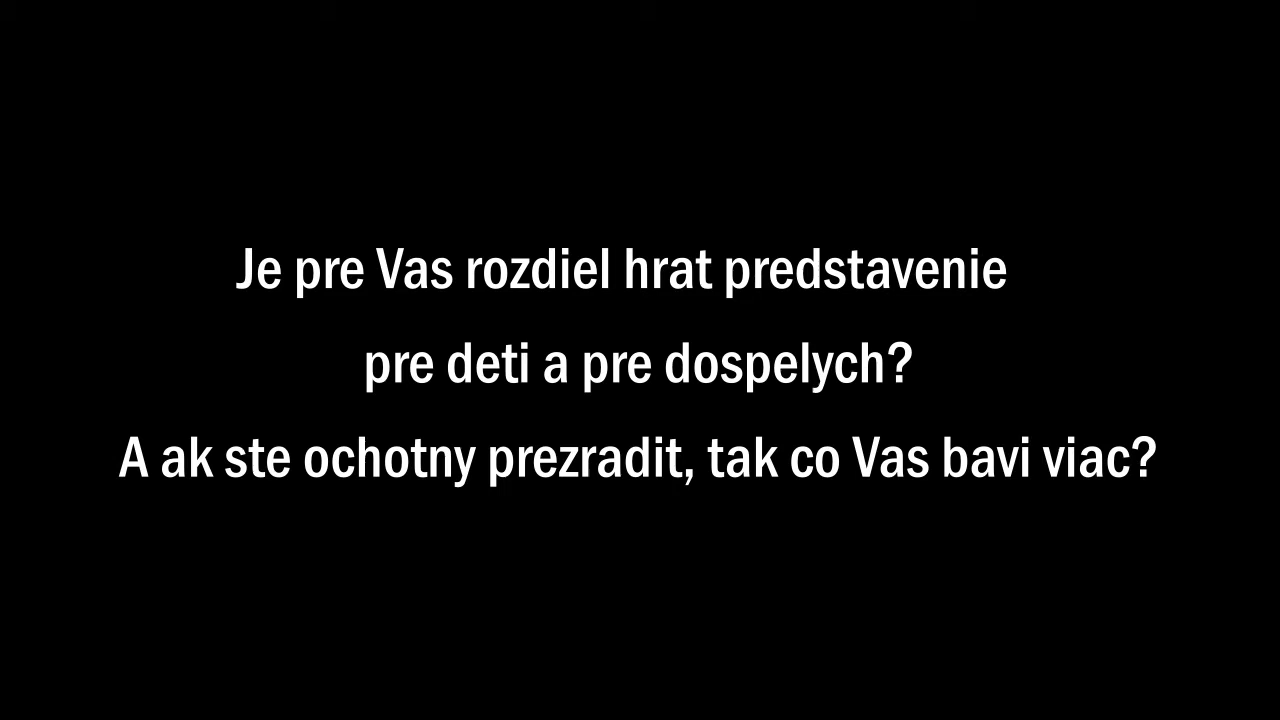 Je pre Vas rozdiel hrat predstavenie
pre deti a pre dospelych?
A ak ste ochotny prezradit, tak co Vas bavi viac?